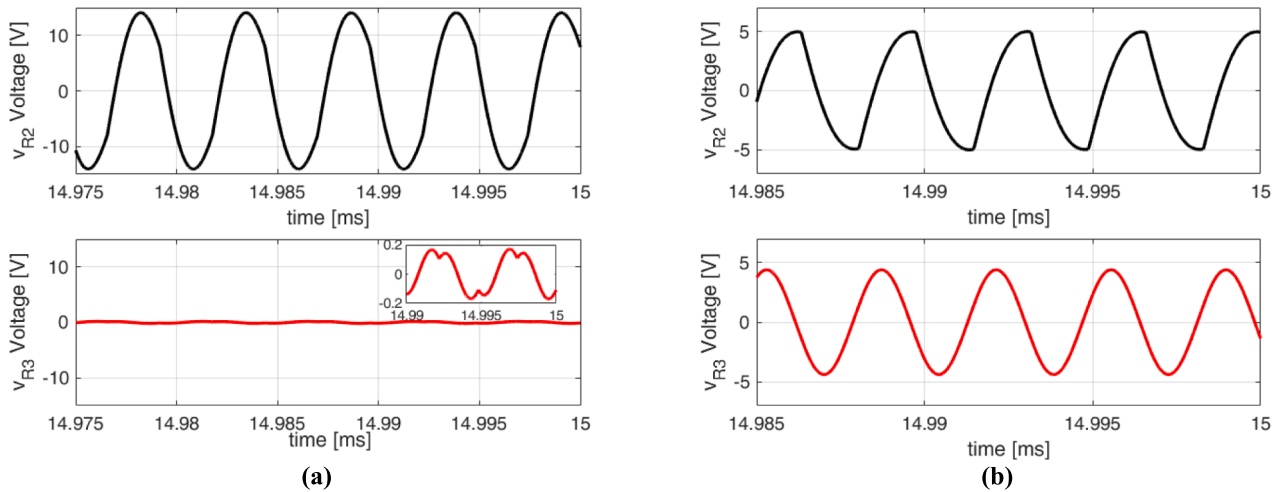 v_R2 Voltage [V]
10
0
-10
14.975 14.98 14.985 14.99 14.995 15
time [ms]
v_R2 Voltage [V]
5
0
-5
14.985 14.99 14.995 15
time [ms]
v_R3 Voltage [V]
10
0
-10
0.2
0
-0.2
14.99 14.995 15
14.975 14.98 14.985 14.99 14.995 15
time [ms]
(a)
v_R3 Voltage [V]
5
0
-5
14.985 14.99 14.995 15
time [ms]
(b)